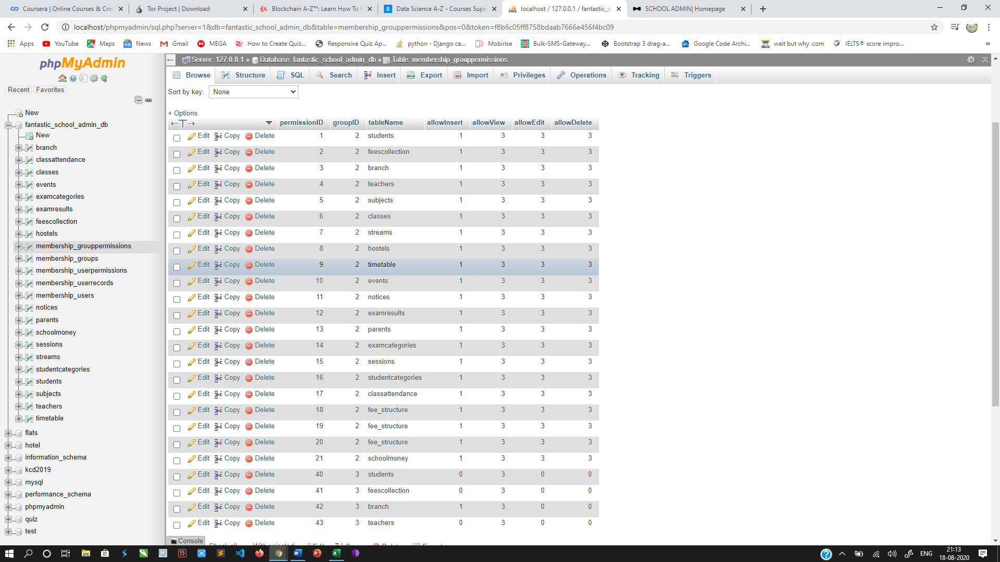 Coursera | Online Courses & Cre
Tor Project | Download
Blockchain A-Z™: Learn How To B
Data Science A-Z - Courses Supe
localhost / 127.0.0.1 / fantastic_sc
SCHOOL ADMIN| Homepage
localhost/phpmyadmin/sql.php?server=1&db=fantastic_school_admin_db&table=membership_grouppermissions&pos=0&token=f8b6c05ff8758bdaab7666e456f4bc09
Apps YouTube Maps News Gmail MEGA How to Create Quiz... Responsive Quiz Ap... python - Django ca... Mobirise Bulk-SMS-Gateway... Bootstrap 3 drag-a... Google Code Archi... wait but why .com IELTS® score impro... »
phpMyAdmin
Recent Favorites
New
fantastic_school_admin_db
New
branch
classattendance
classes
events
examcategories
examresults
feescollection
hostels
membership_grouppermissions
membership_groups
membership_userpermissions
membership_userrecords
membership_users
notices
parents
schoolmoney
sessions
streams
studentcategories
students
subjects
teachers
timetable
flats
hotel
information_schema
kcd2019
mysql
performance_schema
phpmyadmin
quiz
test
Server: 127.0.0.1 » Database: fantastic_school_admin_db » Table: membership_grouppermissions
Browse Structure SQL Search Insert Export Import Privileges Operations Tracking Triggers
Sort by key: None
+ Options
←T→ permissionID groupID tableName allowInsert allowView allowEdit allowDelete
Edit Copy Delete 1 2 students 1 3 3 3
Edit Copy Delete 2 2 feescollection 1 3 3 3
Edit Copy Delete 3 2 branch 1 3 3 3
Edit Copy Delete 4 2 teachers 1 3 3 3
Edit Copy Delete 5 2 subjects 1 3 3 3
Edit Copy Delete 6 2 classes 1 3 3 3
Edit Copy Delete 7 2 streams 1 3 3 3
Edit Copy Delete 8 2 hostels 1 3 3 3
Edit Copy Delete 9 2 timetable 1 3 3 3
Edit Copy Delete 10 2 events 1 3 3 3
Edit Copy Delete 11 2 notices 1 3 3 3
Edit Copy Delete 12 2 examresults 1 3 3 3
Edit Copy Delete 13 2 parents 1 3 3 3
Edit Copy Delete 14 2 examcategories 1 3 3 3
Edit Copy Delete 15 2 sessions 1 3 3 3
Edit Copy Delete 16 2 studentcategories 1 3 3 3
Edit Copy Delete 17 2 classattendance 1 3 3 3
Edit Copy Delete 18 2 fee_structure 1 3 3 3
Edit Copy Delete 19 2 fee_structure 1 3 3 3
Edit Copy Delete 20 2 fee_structure 1 3 3 3
Edit Copy Delete 21 2 schoolmoney 1 3 3 3
Edit Copy Delete 40 3 students 0 3 0 0
Edit Copy Delete 41 3 feescollection 0 3 0 0
Edit Copy Delete 42 3 branch 1 3 0 0
Edit Copy Delete 43 3 teachers 0 3 0 0
Console
ENG
21:13
18-08-2020